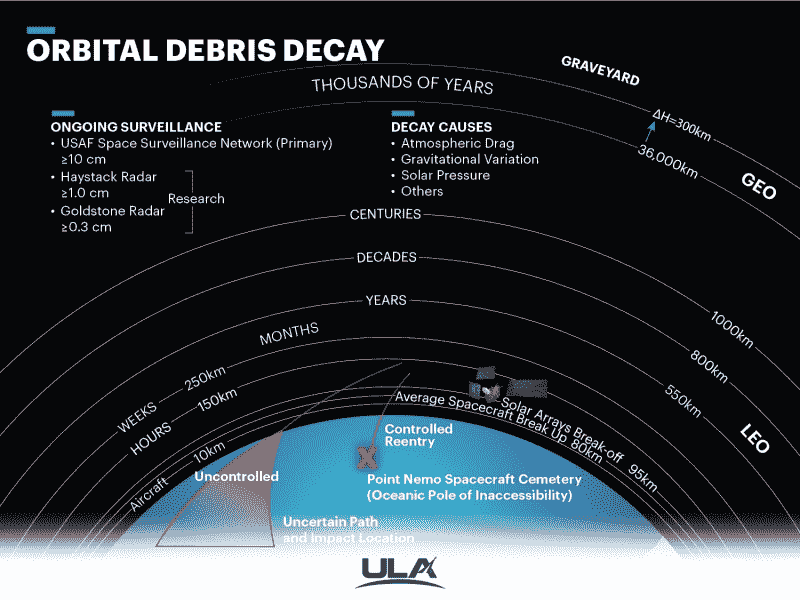 ORBITAL DEBRIS DECAY
GRAVEYARD
THOUSANDS OF YEARS
ΔH=300km
36,000km
GEO
ONGOING SURVEILLANCE
• USAF Space Surveillance Network (Primary)
≥10 cm
• Haystack Radar
≥1.0 cm
Research
• Goldstone Radar
≥0.3 cm
DECAY CAUSES
• Atmospheric Drag
• Gravitational Variation
• Solar Pressure
• Others
CENTURIES
DECADES
YEARS
MONTHS
WEEKS
HOURS
1000km
800km
550km
LEO
250km
150km
10km
Aircraft
Solar Arrays Break-off 95km
Average Spacecraft Break Up 80km
Controlled
Reentry
Uncontrolled
Point Nemo Spacecraft Cemetery
(Oceanic Pole of Inaccessibility)
Uncertain Path
and Impact Location
ULA